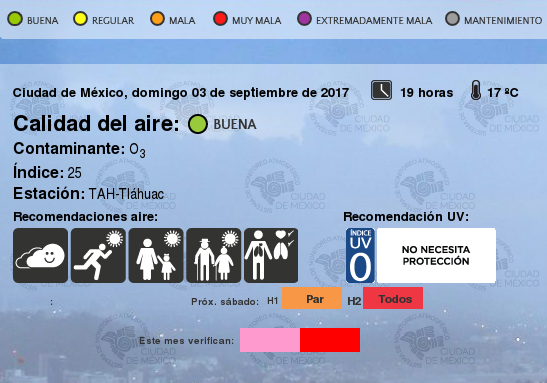 BUENA REGULAR MALA MUY MALA EXTREMADAMENTE MALA MANTENIMIENTO
Ciudad de México, domingo 03 de septiembre de 2017 19 horas 17 ºC
Calidad del aire: BUENA
Contaminante: O3
Índice: 25
Estación: TAH-Tláhuac
Recomendaciones aire: Recomendación UV:
ÍNDICE
UV
0
NO NECESITA
PROTECCIÓN
: Próx. sábado: H1 Par H2 Todos
Este mes verifican:
CIUDAD
DE MÉXICO